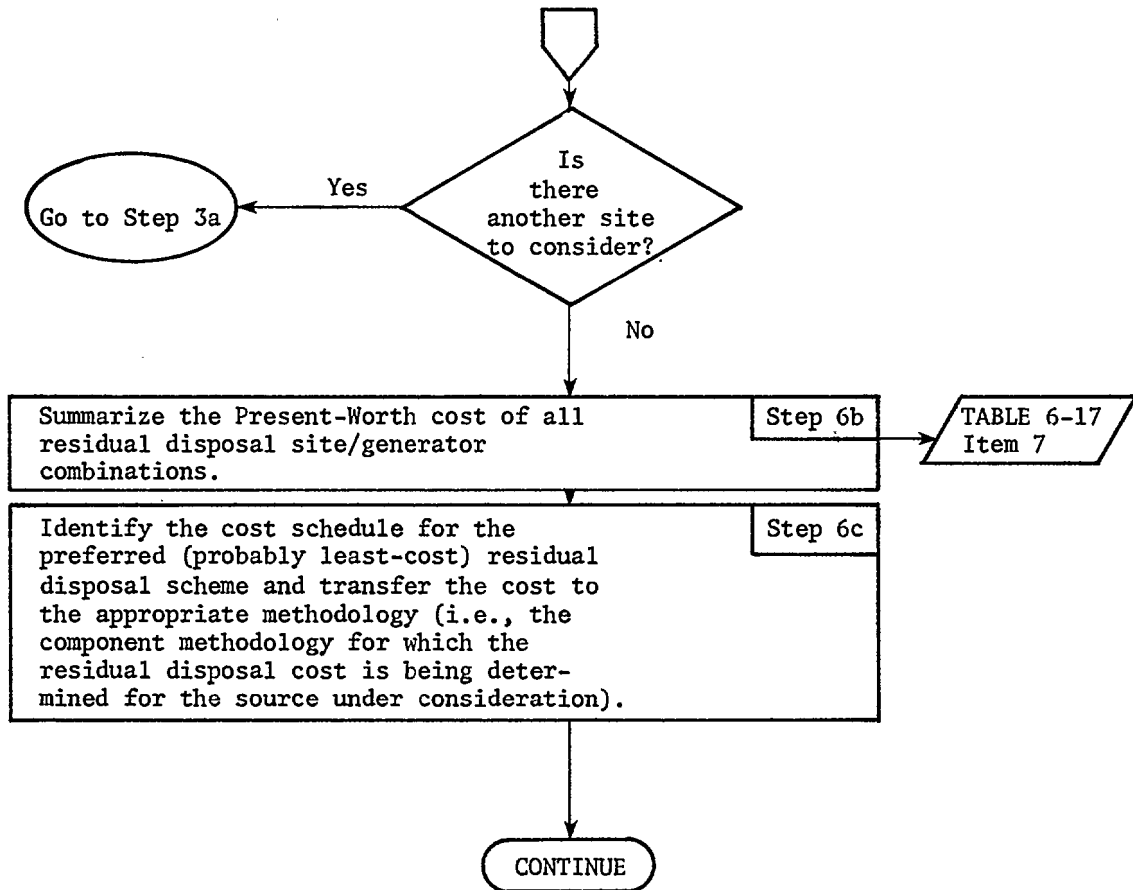 Is
there
another site
to consider?
Yes
Go to Step 3a
No
Summarize the Present-Worth cost of all
residual disposal site/generator
combinations.
Step 6b
TABLE 6-17
Item 7
Identify the cost schedule for the
preferred (probably least-cost) residual
disposal scheme and transfer the cost to
the appropriate methodology (i.e., the
component methodology for which the
residual disposal cost is being deter-
mined for the source under consideration).
Step 6c
CONTINUE